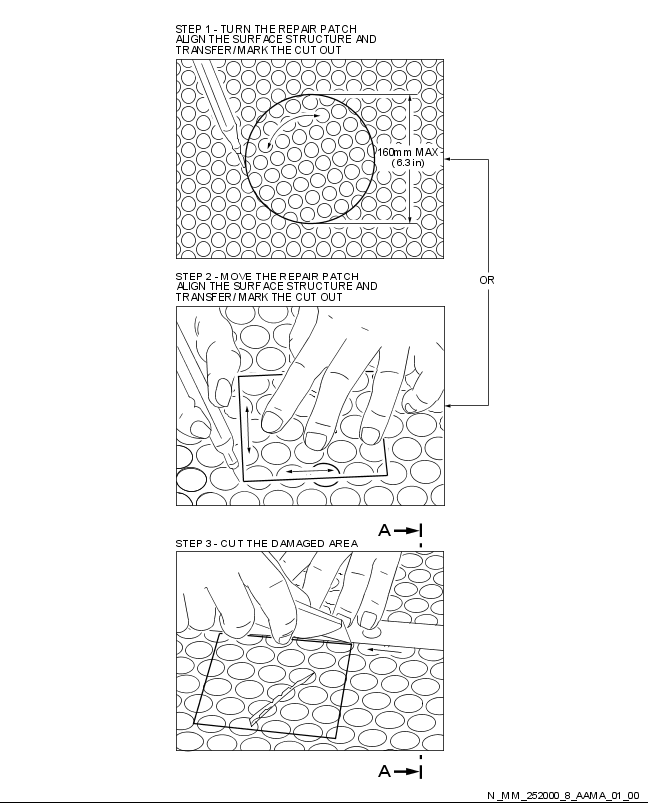 STEP 1 - TURN THE REPAIR PATCH
ALIGN THE SURFACE STRUCTURE AND
TRANSFER/MARK THE CUT OUT
160mm MAX
(6.3 in)
STEP 2 - MOVE THE REPAIR PATCH
ALIGN THE SURFACE STRUCTURE AND
TRANSFER/MARK THE CUT OUT
OR
A
STEP 3 - CUT THE DAMAGED AREA
A
N_MM_252000_8_AAMA_01_00